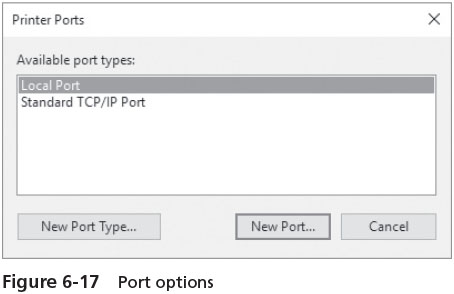 Printer Ports
Available port types:
Local Port
Standard TCP/IP Port
New Port Type... New Port... Cancel
Figure 6-17 Port options